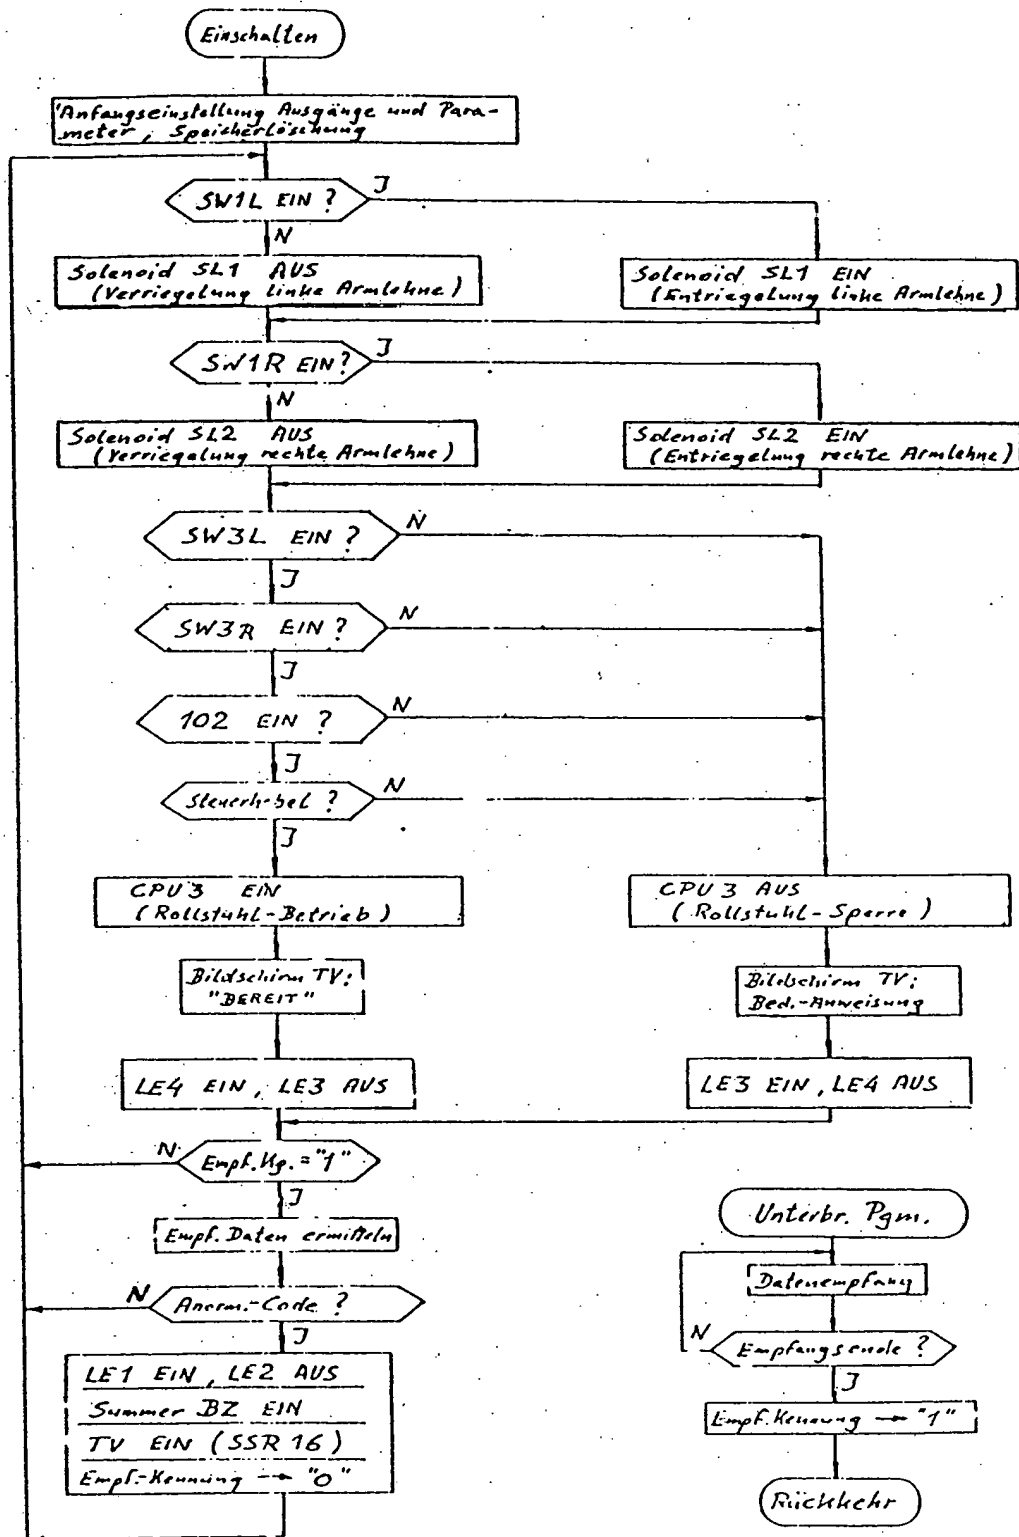 Einschalten
Anfangseinstellung Ausgänge und Para-
meter, Speicherlöschung
SW1L EIN ?
J
N
Solenoid SL1 AUS
(Verriegelung linke Armlehne)
Solenoid SL1 EIN
(Entriegelung linke Armlehne)
SW1R EIN?
J
N
Solenoid SL2 AUS
(Verriegelung rechte Armlehne)
Solenoid SL2 EIN
(Entriegelung rechte Armlehne)
SW3L EIN ?
N
J
SW3R EIN ?
N
J
102 EIN ?
N
J
Steuerhebel ?
N
J
CPU3 EIN
(Rollstuhl-Betrieb)
CPU3 AUS
(Rollstuhl-Sperre)
Bildschirm TV:
"BEREIT"
Bildschirm TV:
Bed.-Anweisung
LE4 EIN, LE3 AUS
LE3 EIN, LE4 AUS
N
Empf.Kg.="1"
J
Empf. Daten ermitteln
N
Anorm.-Code ?
J
LE1 EIN, LE2 AUS
Summer BZ EIN
TV EIN (SSR 16)
Empf.-Kennung → "0"
Unterbr. Pgm.
Datenempfang
N
Empfangsende ?
J
Empf.Kennung → "1"
Rückkehr